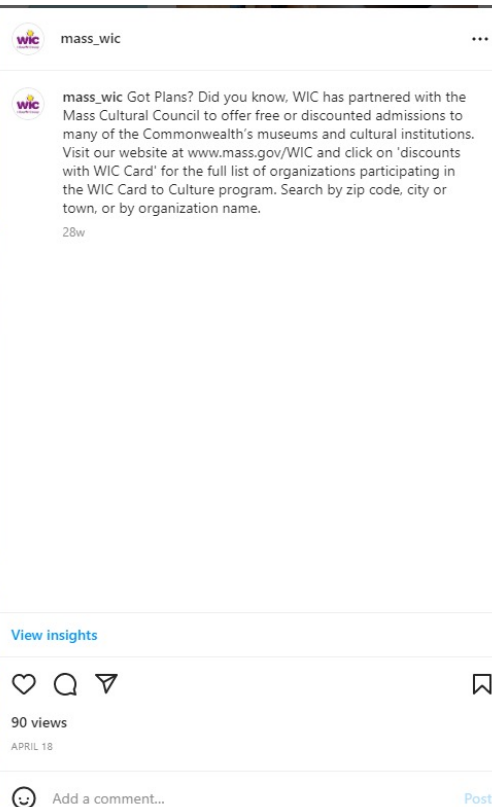 wic
mass_wic
wic
mass_wic Got Plans? Did you know, WIC has partnered with the
Mass Cultural Council to offer free or discounted admissions to
many of the Commonwealth's museums and cultural institutions.
Visit our website at www.mass.gov/WIC and click on 'discounts
with WIC Card' for the full list of organizations participating in
the WIC Card to Culture program. Search by zip code, city or
town, or by organization name.
28w
View insights
90 views
APRIL 18
Add a comment...
Post